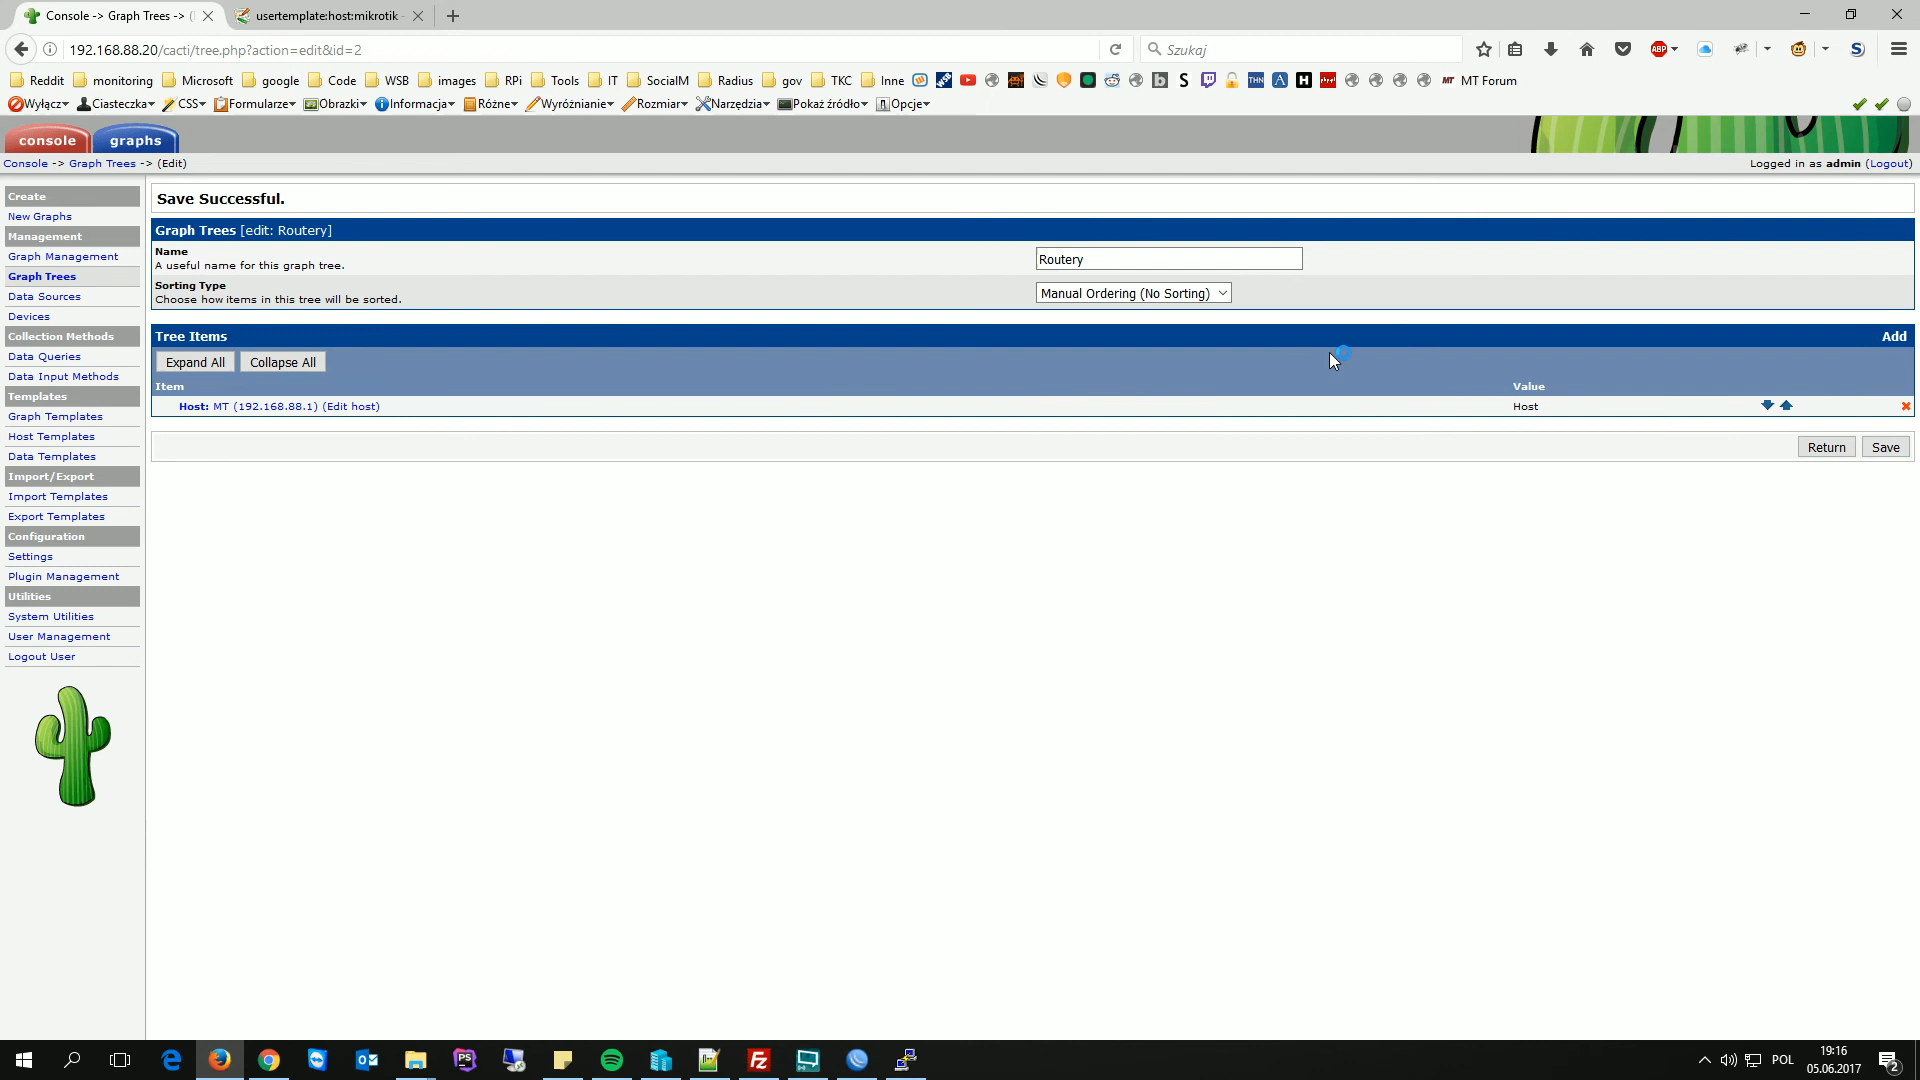 Console -> Graph Trees -> (
usertemplate:host:mikrotik
192.168.88.20/cacti/tree.php?action=edit&id=2
Szukaj
ABP
Reddit monitoring Microsoft google Code WSB images RPi Tools IT SocialM Radius gov TKC Inne MT MT Forum
Wyłącz Ciasteczka CSS Formularze Obrazki Informacja Różne Wyróżnianie Rozmiar Narzędzia Pokaż źródło Opcje
console graphs
Console -> Graph Trees -> (Edit)
Logged in as admin (Logout)
Create
New Graphs
Management
Graph Management
Graph Trees
Data Sources
Devices
Collection Methods
Data Queries
Data Input Methods
Templates
Graph Templates
Host Templates
Data Templates
Import/Export
Import Templates
Export Templates
Configuration
Settings
Plugin Management
Utilities
System Utilities
User Management
Logout User
Save Successful.
Graph Trees [edit: Routery]
Name
A useful name for this graph tree.
Routery
Sorting Type
Choose how items in this tree will be sorted.
Manual Ordering (No Sorting)
Tree Items Add
Expand All Collapse All
Item Value
Host: MT (192.168.88.1) (Edit host) Host
Return Save
POL
19:16
05.06.2017
2